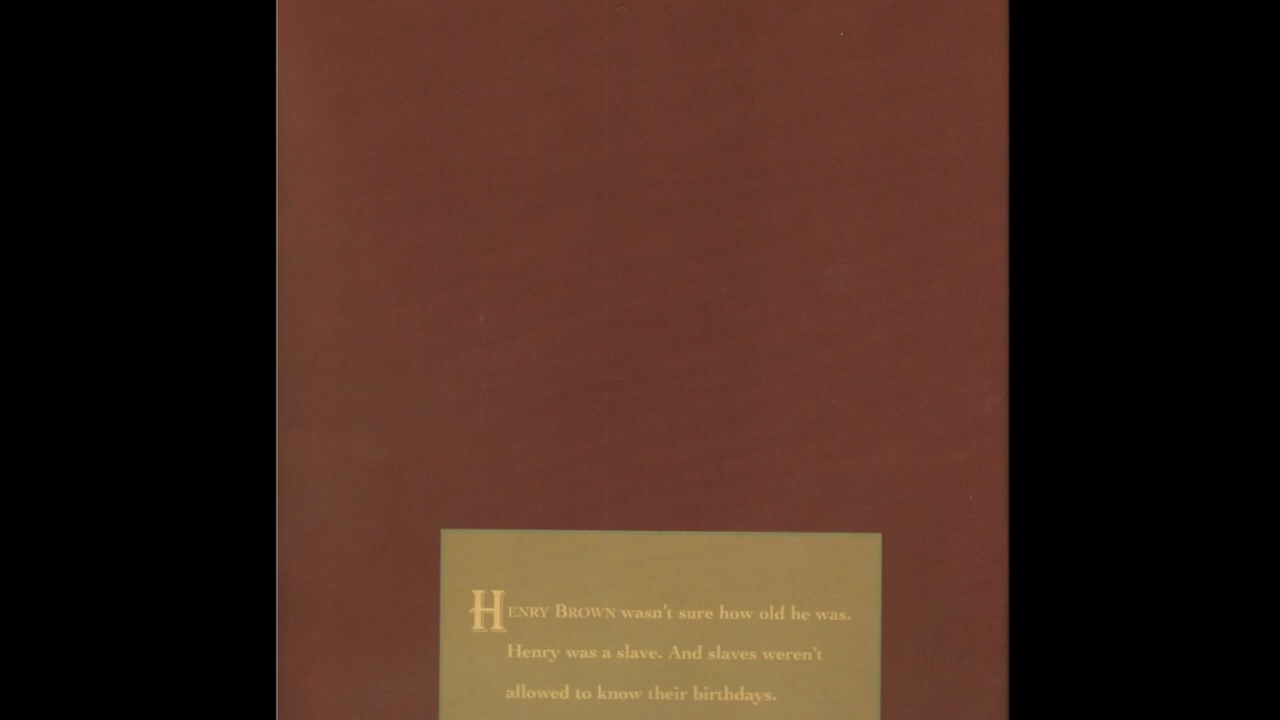 HENRY BROWN wasn't sure how old he was.
Henry was a slave. And slaves weren't
allowed to know their birthdays.